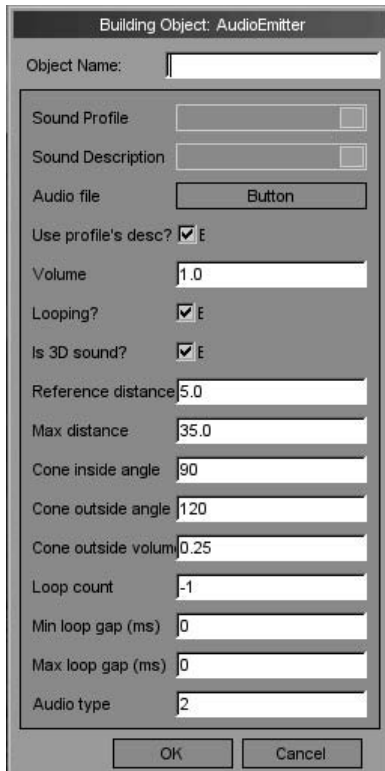 Building Object: AudioEmitter
Object Name:
Sound Profile
Sound Description
Audio file Button
Use profile's desc? E
Volume 1.0
Looping? E
Is 3D sound? E
Reference distance 5.0
Max distance 35.0
Cone inside angle 90
Cone outside angle 120
Cone outside volum 0.25
Loop count -1
Min loop gap (ms) 0
Max loop gap (ms) 0
Audio type 2
OK Cancel